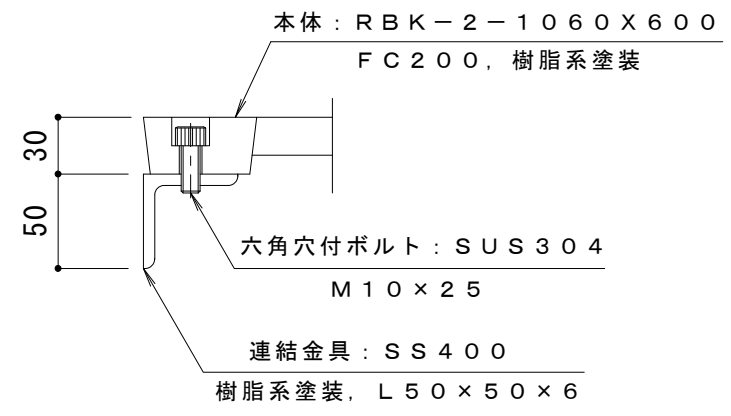 本体：ＲＢＫ－２－１０６０Ｘ６００
ＦＣ２００，樹脂系塗装
30
50
六角穴付ボルト：ＳＵＳ３０４
Ｍ１０×２５
連結金具：ＳＳ４００
樹脂系塗装，Ｌ５０×５０×６